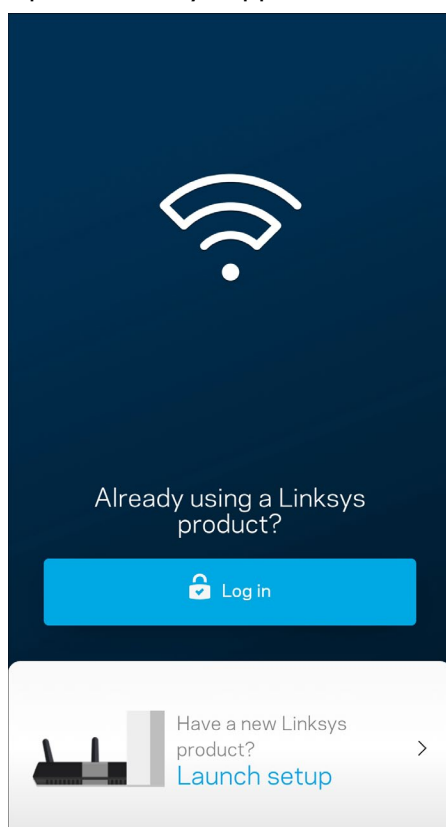 Already using a Linksys
product?
Log in
Have a new Linksys
product?
Launch setup